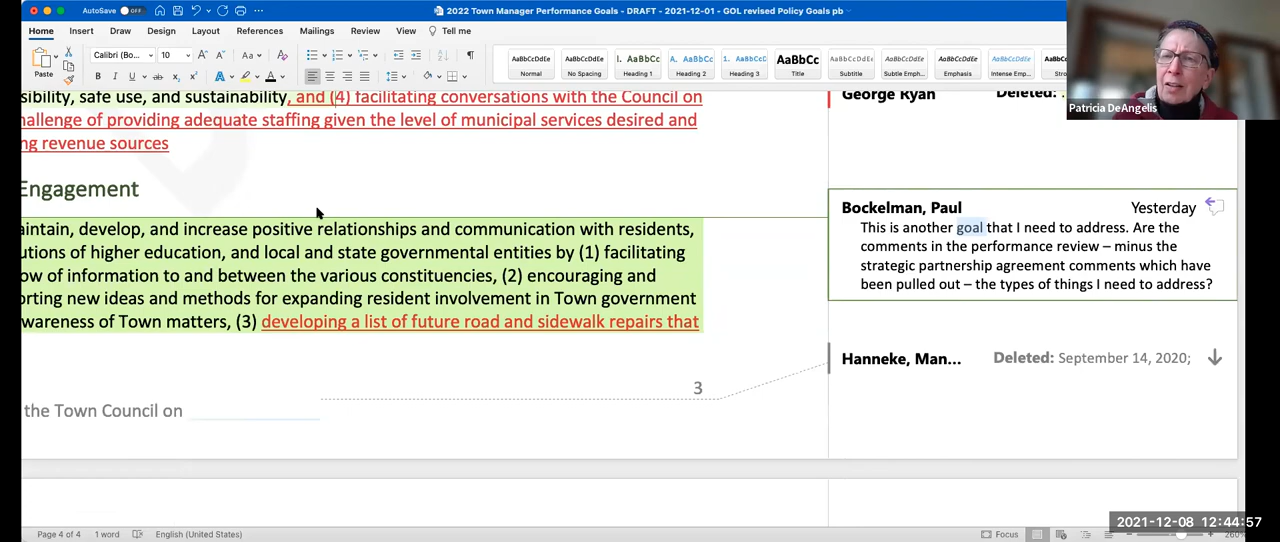 AutoSave OFF
2022 Town Manager Performance Goals - DRAFT - 2021-12-01 - GOL revised Policy Goals pb
Home Insert Draw Design Layout References Mailings Review View Tell me
Paste
Calibri (Bo... 10
AaBbCcDdEe AaBbCcDdEe I. AaBbCc A. AaBbCc 1. AaBbCc AaBbCc AaBbCcDdEe AaBbCcDdEe AaBbCcDdEe AaBbCcDdEe
Normal No Spacing Heading 1 Heading 2 Heading 3 Title Subtitle Subtle Emph... Emphasis Intense Emp... Stro
Patricia DeAngelis
sibility, safe use, and sustainability, and (4) facilitating conversations with the Council on
hallenge of providing adequate staffing given the level of municipal services desired and
ng revenue sources
George Ryan Deleted:
Engagement
aintain, develop, and increase positive relationships and communication with residents,
utions of higher education, and local and state governmental entities by (1) facilitating
ow of information to and between the various constituencies, (2) encouraging and
orting new ideas and methods for expanding resident involvement in Town government
wareness of Town matters, (3) developing a list of future road and sidewalk repairs that
Bockelman, Paul Yesterday
This is another goal that I need to address. Are the
comments in the performance review – minus the
strategic partnership agreement comments which have
been pulled out – the types of things I need to address?
Hanneke, Man... Deleted: September 14, 2020;
3
the Town Council on
Page 4 of 4 1 word English (United States)
Focus
260%
2021-12-08 12:44:57